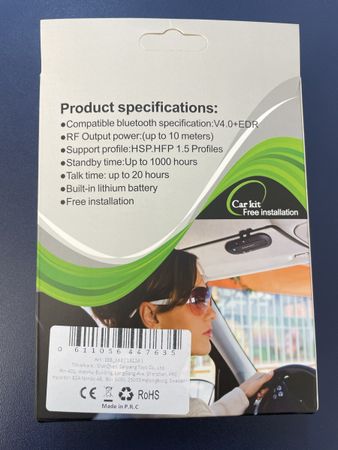 Product specifications:
●Compatible bluetooth specification:V4.0+EDR
●RF Output power:(up to 10 meters)
●Support profile:HSP.HFP 1.5 Profiles
●Standby time:Up to 1000 hours
●Talk time: up to 20 hours
●Built-in lithium battery
●Free installation
Car kit
Free installation
0 611056 447635
CE RoHS
Made in P.R.C